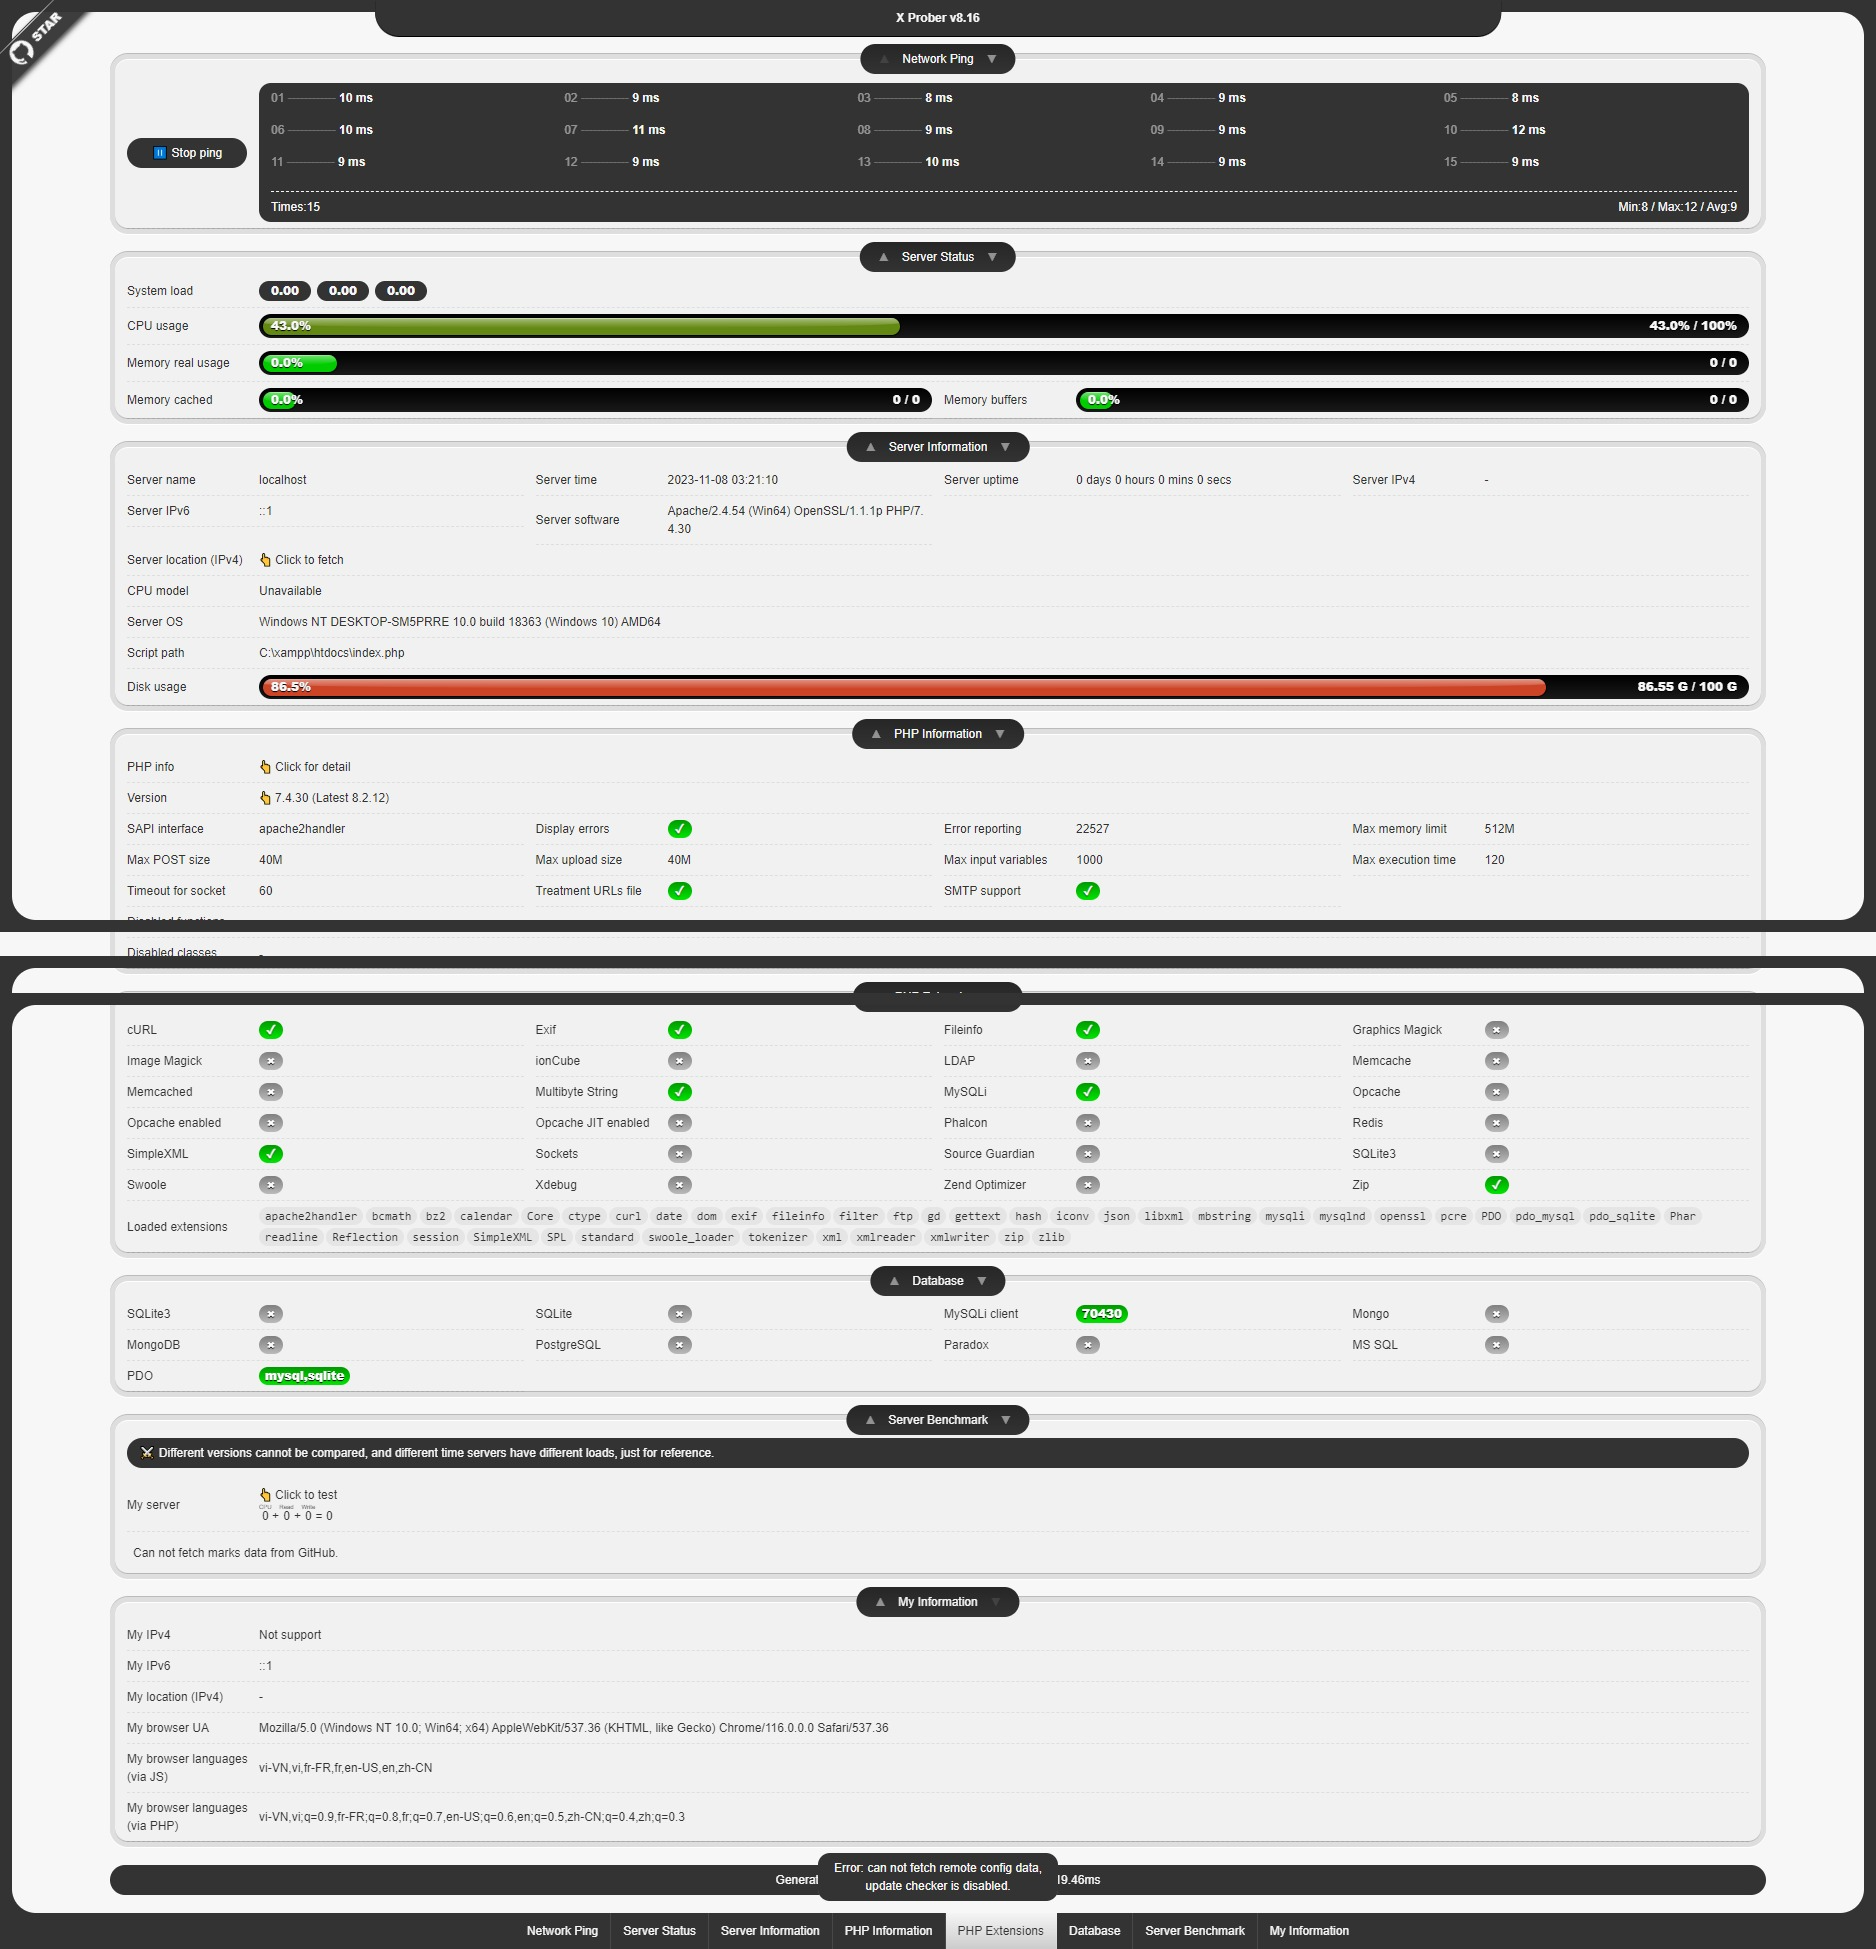 STAR
X Prober v8.16
▲ Network Ping ▼
⏸ Stop ping
01 10 ms 02 9 ms 03 8 ms 04 9 ms 05 8 ms
06 10 ms 07 11 ms 08 9 ms 09 9 ms 10 12 ms
11 9 ms 12 9 ms 13 10 ms 14 9 ms 15 9 ms
Times:15 Min:8 / Max:12 / Avg:9
▲ Server Status ▼
System load 0.00 0.00 0.00
CPU usage 43.0% 43.0% / 100%
Memory real usage 0.0% 0 / 0
Memory cached 0.0% 0 / 0 Memory buffers 0.0% 0 / 0
▲ Server Information ▼
Server name localhost Server time 2023-11-08 03:21:10 Server uptime 0 days 0 hours 0 mins 0 secs Server IPv4 -
Server IPv6 ::1 Server software Apache/2.4.54 (Win64) OpenSSL/1.1.1p PHP/7.
4.30
Server location (IPv4) 👆 Click to fetch
CPU model Unavailable
Server OS Windows NT DESKTOP-SM5PRRE 10.0 build 18363 (Windows 10) AMD64
Script path C:\xampp\htdocs\index.php
Disk usage 86.5% 86.55 G / 100 G
▲ PHP Information ▼
PHP info 👆 Click for detail
Version 👆 7.4.30 (Latest 8.2.12)
SAPI interface apache2handler Display errors ✓ Error reporting 22527 Max memory limit 512M
Max POST size 40M Max upload size 40M Max input variables 1000 Max execution time 120
Timeout for socket 60 Treatment URLs file ✓ SMTP support ✓
Disabled classes -
cURL ✓ Exif ✓ Fileinfo ✓ Graphics Magick ×
Image Magick × ionCube × LDAP × Memcache ×
Memcached × Multibyte String ✓ MySQLi ✓ Opcache ×
Opcache enabled × Opcache JIT enabled × Phalcon × Redis ×
SimpleXML ✓ Sockets × Source Guardian × SQLite3 ×
Swoole × Xdebug × Zend Optimizer × Zip ✓
Loaded extensions apache2handler bcmath bz2 calendar Core ctype curl date dom exif fileinfo filter ftp gd gettext hash iconv json libxml mbstring mysqli mysqlnd openssl pcre PDO pdo_mysql pdo_sqlite Phar
readline Reflection session SimpleXML SPL standard swoole_loader tokenizer xml xmlreader xmlwriter zip zlib
▲ Database ▼
SQLite3 × SQLite × MySQLi client 70430 Mongo ×
MongoDB × PostgreSQL × Paradox × MS SQL ×
PDO mysql,sqlite
▲ Server Benchmark ▼
⚔ Different versions cannot be compared, and different time servers have different loads, just for reference.
My server 👆 Click to test
CPU Read Write
0 + 0 + 0 = 0
Can not fetch marks data from GitHub.
▲ My Information ▼
My IPv4 Not support
My IPv6 ::1
My location (IPv4) -
My browser UA Mozilla/5.0 (Windows NT 10.0; Win64; x64) AppleWebKit/537.36 (KHTML, like Gecko) Chrome/116.0.0.0 Safari/537.36
My browser languages
(via JS) vi-VN,vi,fr-FR,fr,en-US,en,zh-CN
My browser languages
(via PHP) vi-VN,vi;q=0.9,fr-FR;q=0.8,fr;q=0.7,en-US;q=0.6,en;q=0.5,zh-CN;q=0.4,zh;q=0.3
Error: can not fetch remote config data,
update checker is disabled.
Generat 19.46ms
Network Ping Server Status Server Information PHP Information PHP Extensions Database Server Benchmark My Information